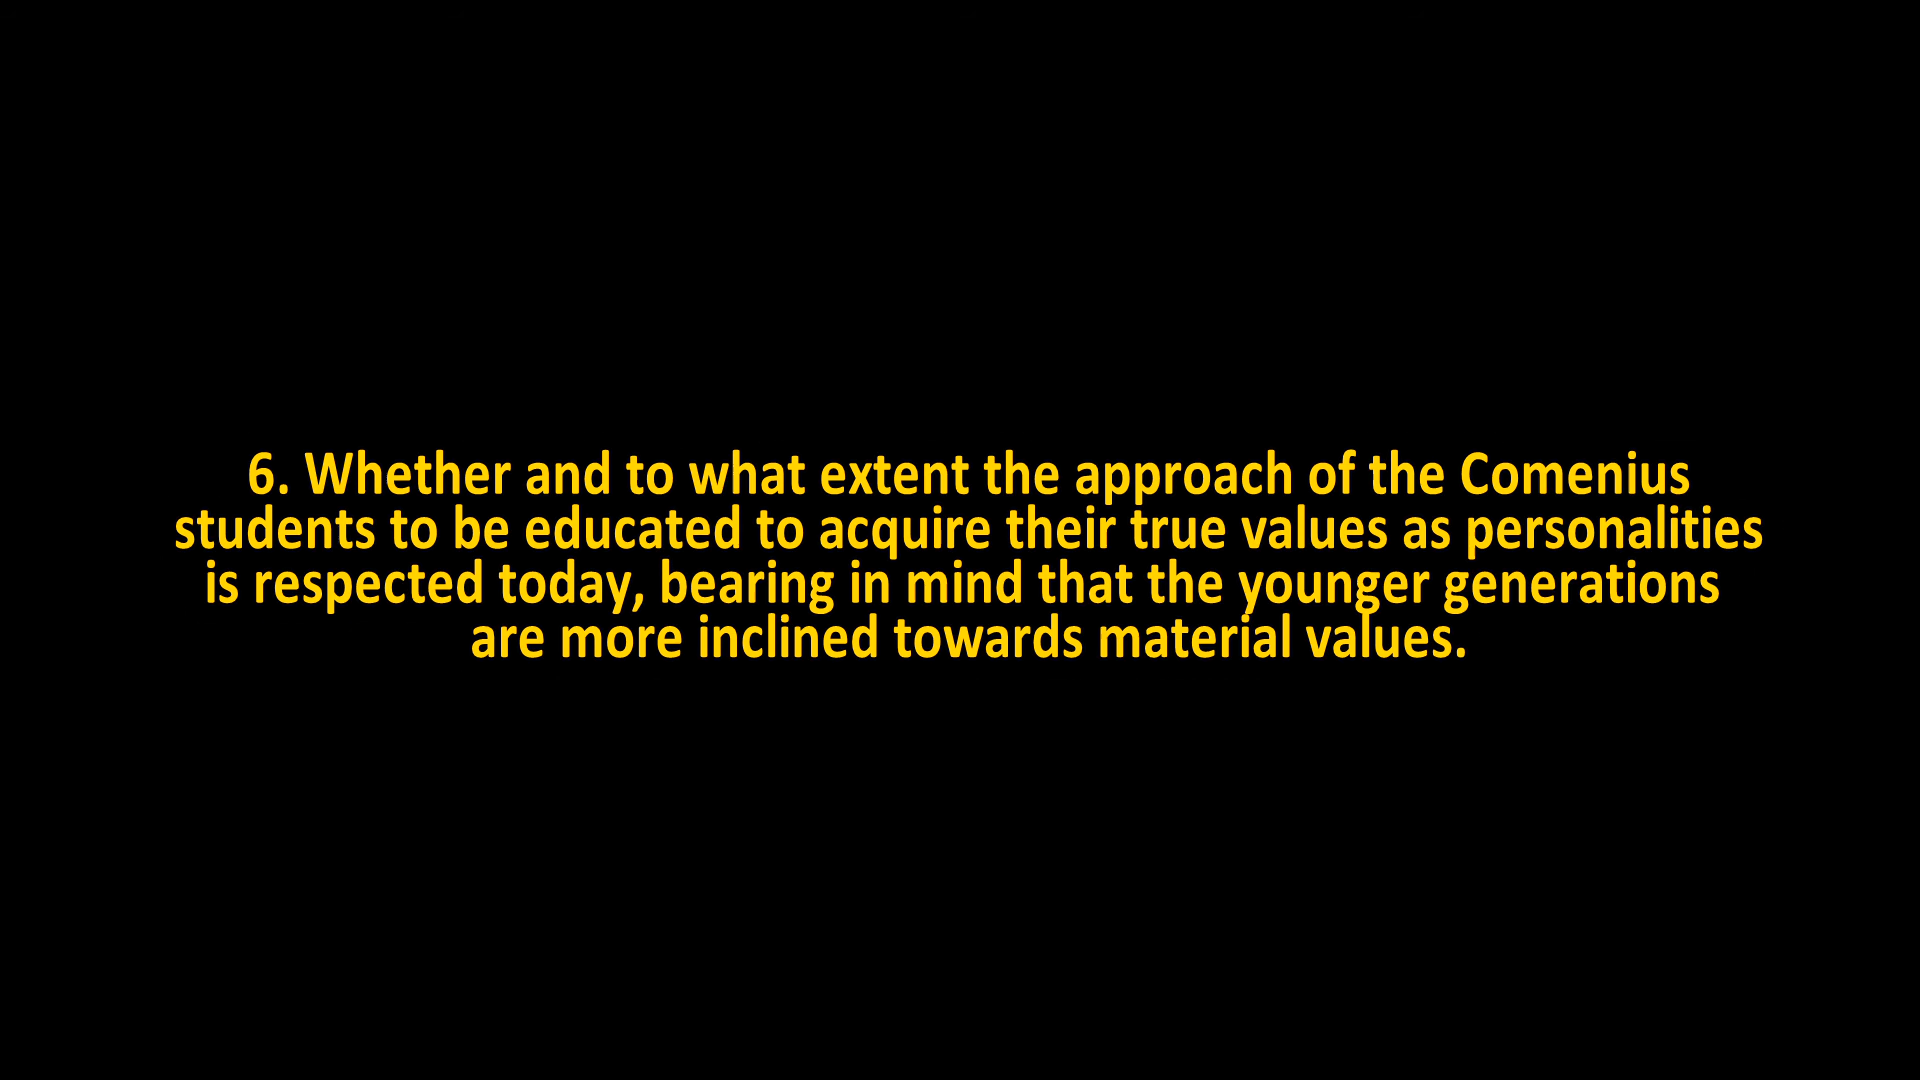 6. Whether and to what extent the approach of the Comenius
students to be educated to acquire their true values as personalities
is respected today, bearing in mind that the younger generations
are more inclined towards material values.